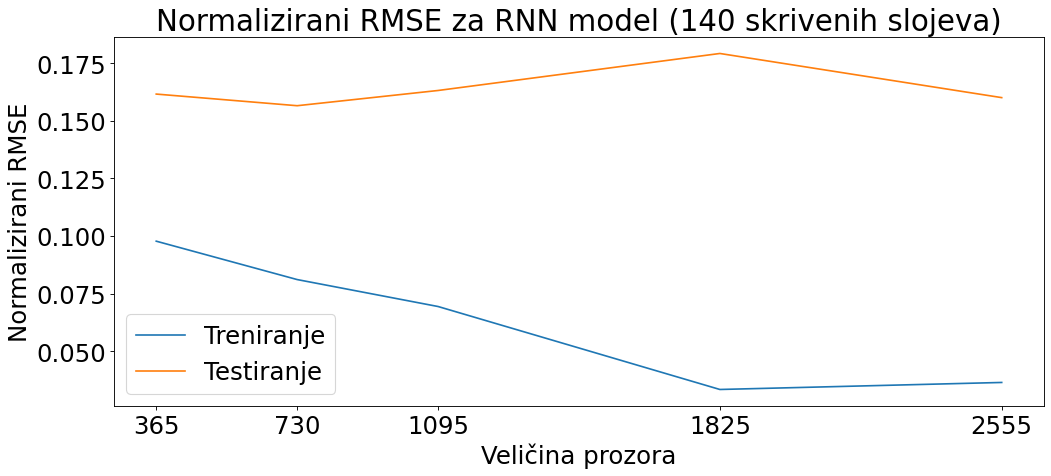 Normalizirani RMSE za RNN model (140 skrivenih slojeva)
Normalizirani RMSE
0.175
0.150
0.125
0.100
0.075
0.050
Treniranje
Testiranje
365 730 1095 1825 2555
Veličina prozora